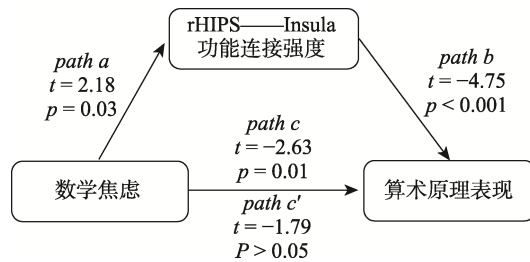 rHIPS——Insula
功能连接强度
path a
t = 2.18
p = 0.03
path b
t = −4.75
p < 0.001
path c
t = −2.63
p = 0.01
数学焦虑
算术原理表现
path c′
t = −1.79
P > 0.05